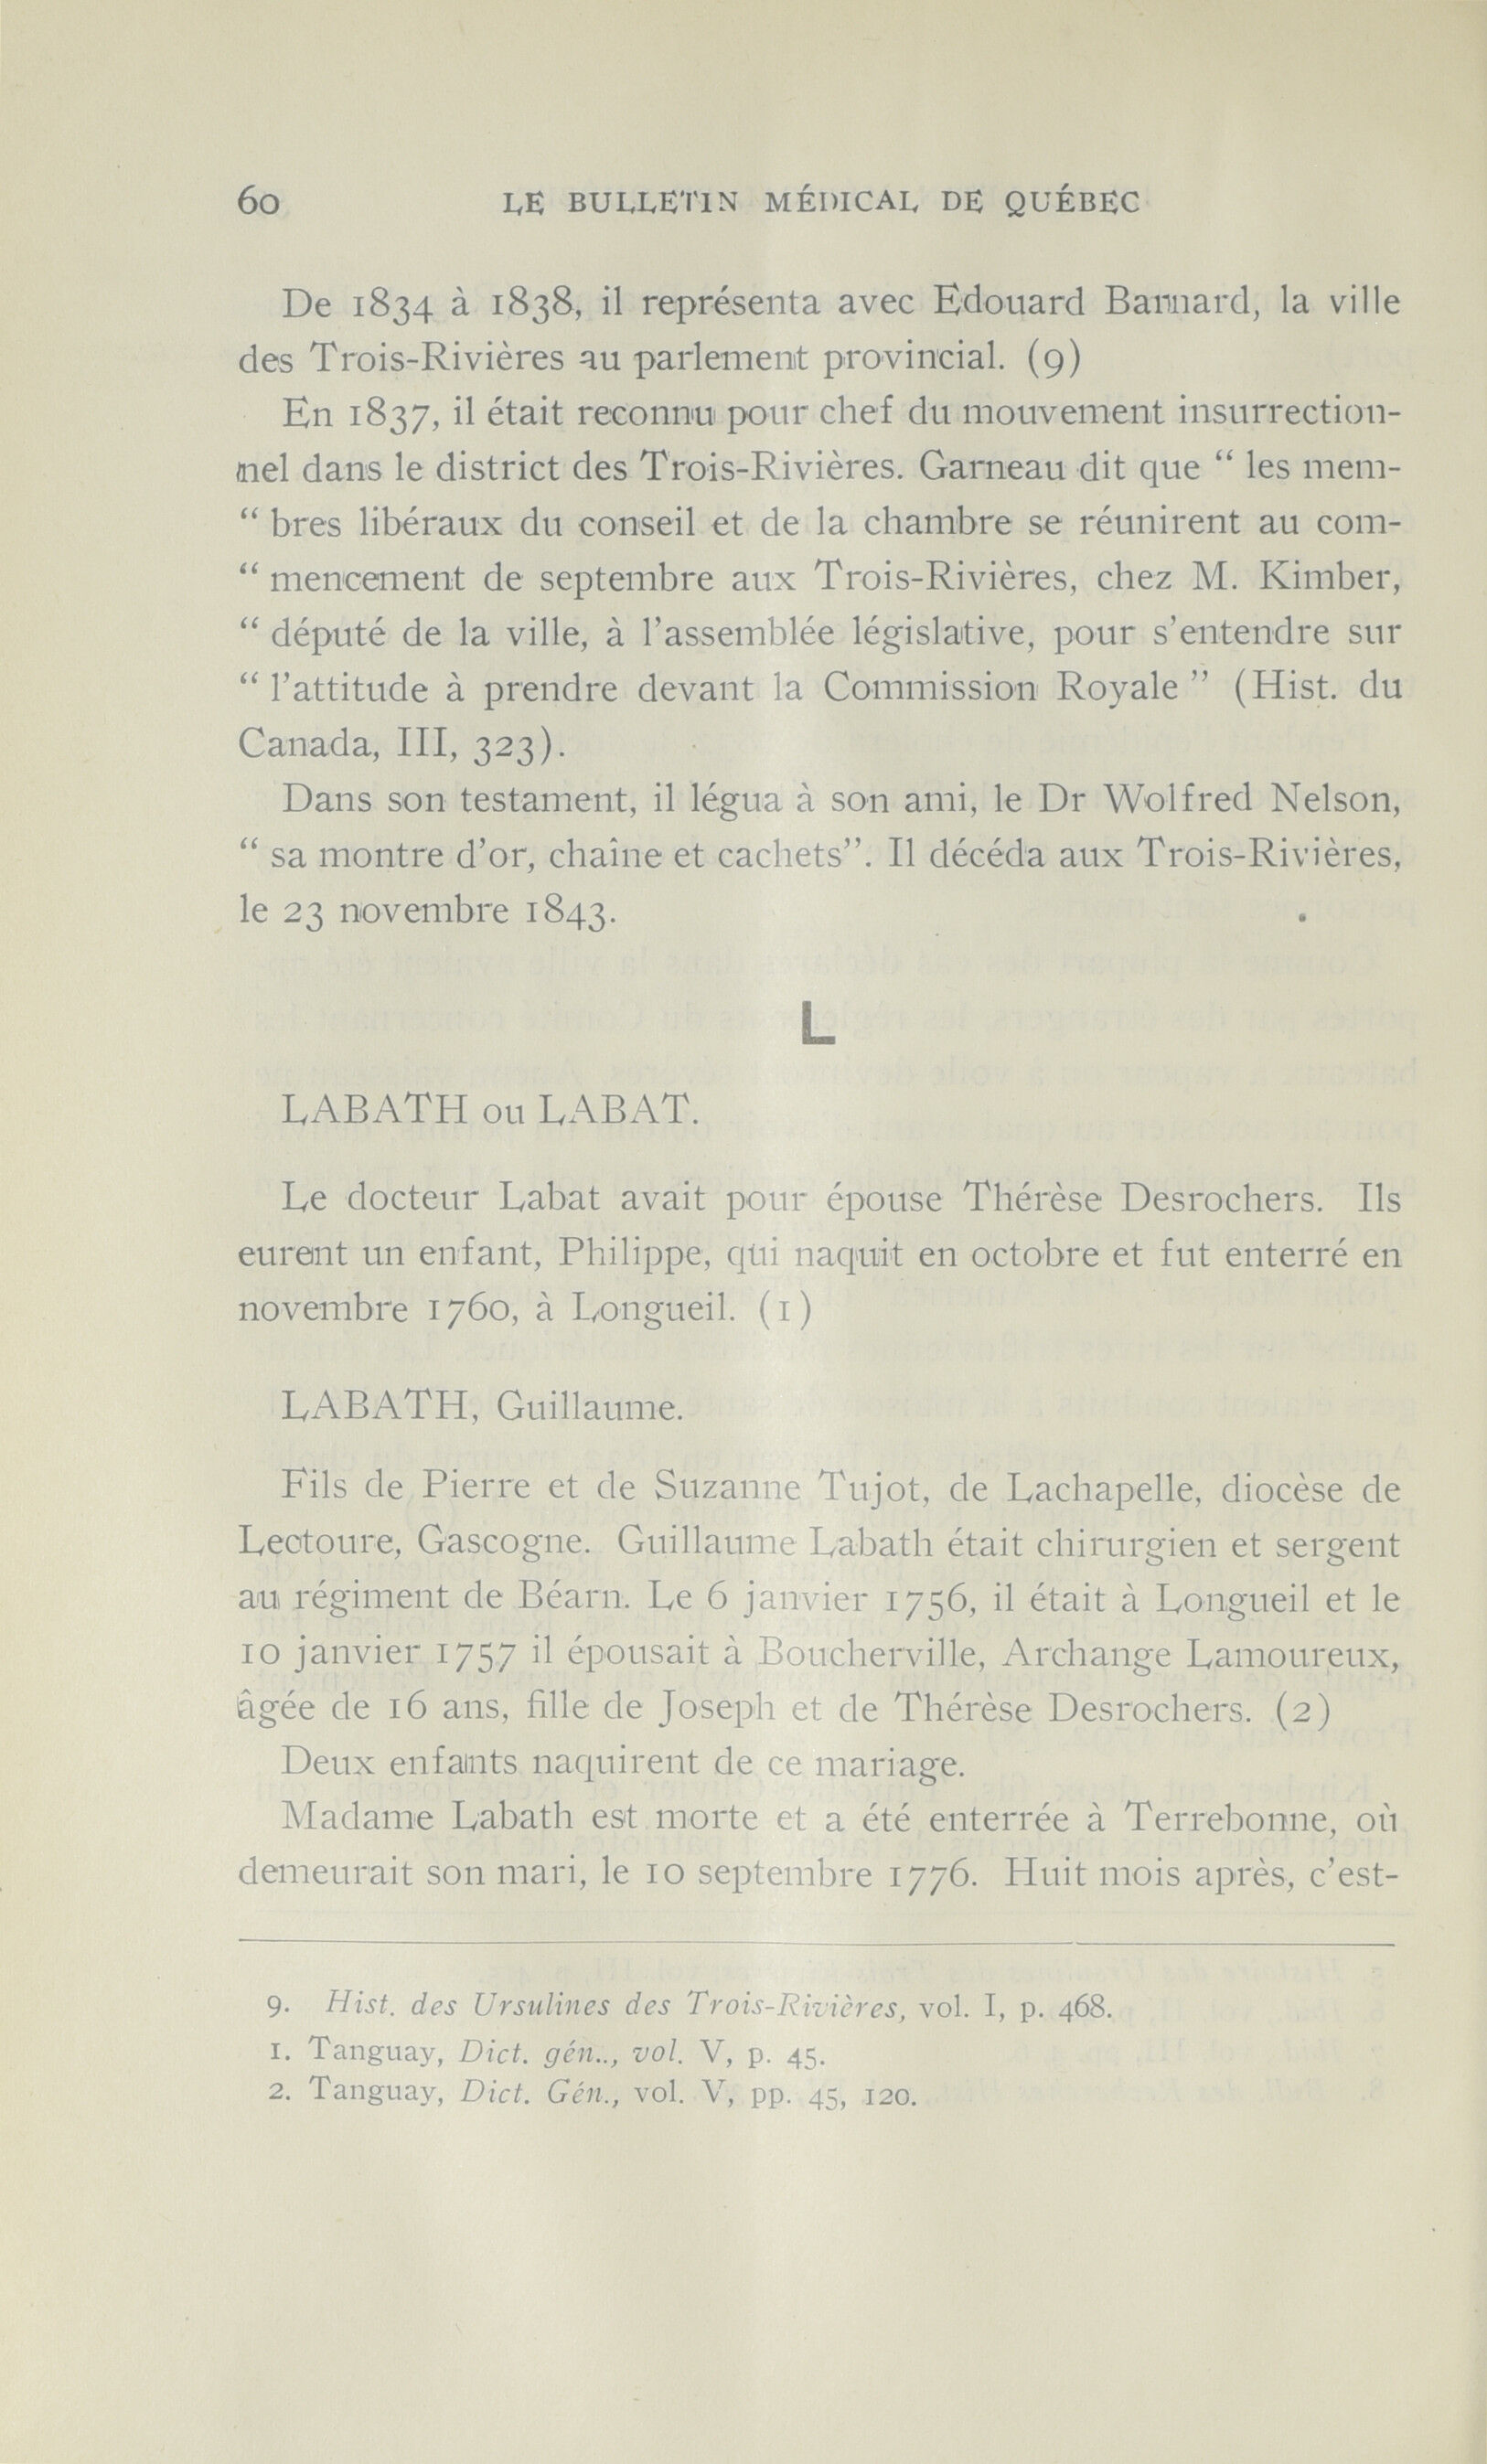 60 LE BULLETIN MÉDICAL DE QUÉBEC
De 1834 à 1838, il représenta avec Edouard Barnard, la ville
des Trois-Rivières au parlement provincial. (9)
En 1837, il était reconnu pour chef du mouvement insurrection-
nel dans le district des Trois-Rivières. Garneau dit que “ les mem-
“ bres libéraux du conseil et de la chambre se réunirent au com-
“ mencement de septembre aux Trois-Rivières, chez M. Kimber,
“ député de la ville, à l’assemblée législative, pour s’entendre sur
“ l’attitude à prendre devant la Commission Royale ” (Hist. du
Canada, III, 323).
Dans son testament, il légua à son ami, le Dr Wolfred Nelson,
“ sa montre d’or, chaîne et cachets”. Il décéda aux Trois-Rivières,
le 23 novembre 1843.
L
LABATH ou LABAT.
Le docteur Labat avait pour épouse Thérèse Desrochers. Ils
eurent un enfant, Philippe, qui naquit en octobre et fut enterré en
novembre 1760, à Longueil. (1)
LABATH, Guillaume.
Fils de Pierre et de Suzanne Tujot, de Lachapelle, diocèse de
Lectoure, Gascogne. Guillaume Labath était chirurgien et sergent
au régiment de Béarn. Le 6 janvier 1756, il était à Longueil et le
10 janvier 1757 il épousait à Boucherville, Archange Lamoureux,
âgée de 16 ans, fille de Joseph et de Thérèse Desrochers. (2)
Deux enfants naquirent de ce mariage.
Madame Labath est morte et a été enterrée à Terrebonne, où
demeurait son mari, le 10 septembre 1776. Huit mois après, c’est-
9. Hist. des Ursulines des Trois-Rivières, vol. I, p. 468.
1. Tanguay, Dict. gén.., vol. V, p. 45.
2. Tanguay, Dict. Gén., vol. V, pp. 45, 120.